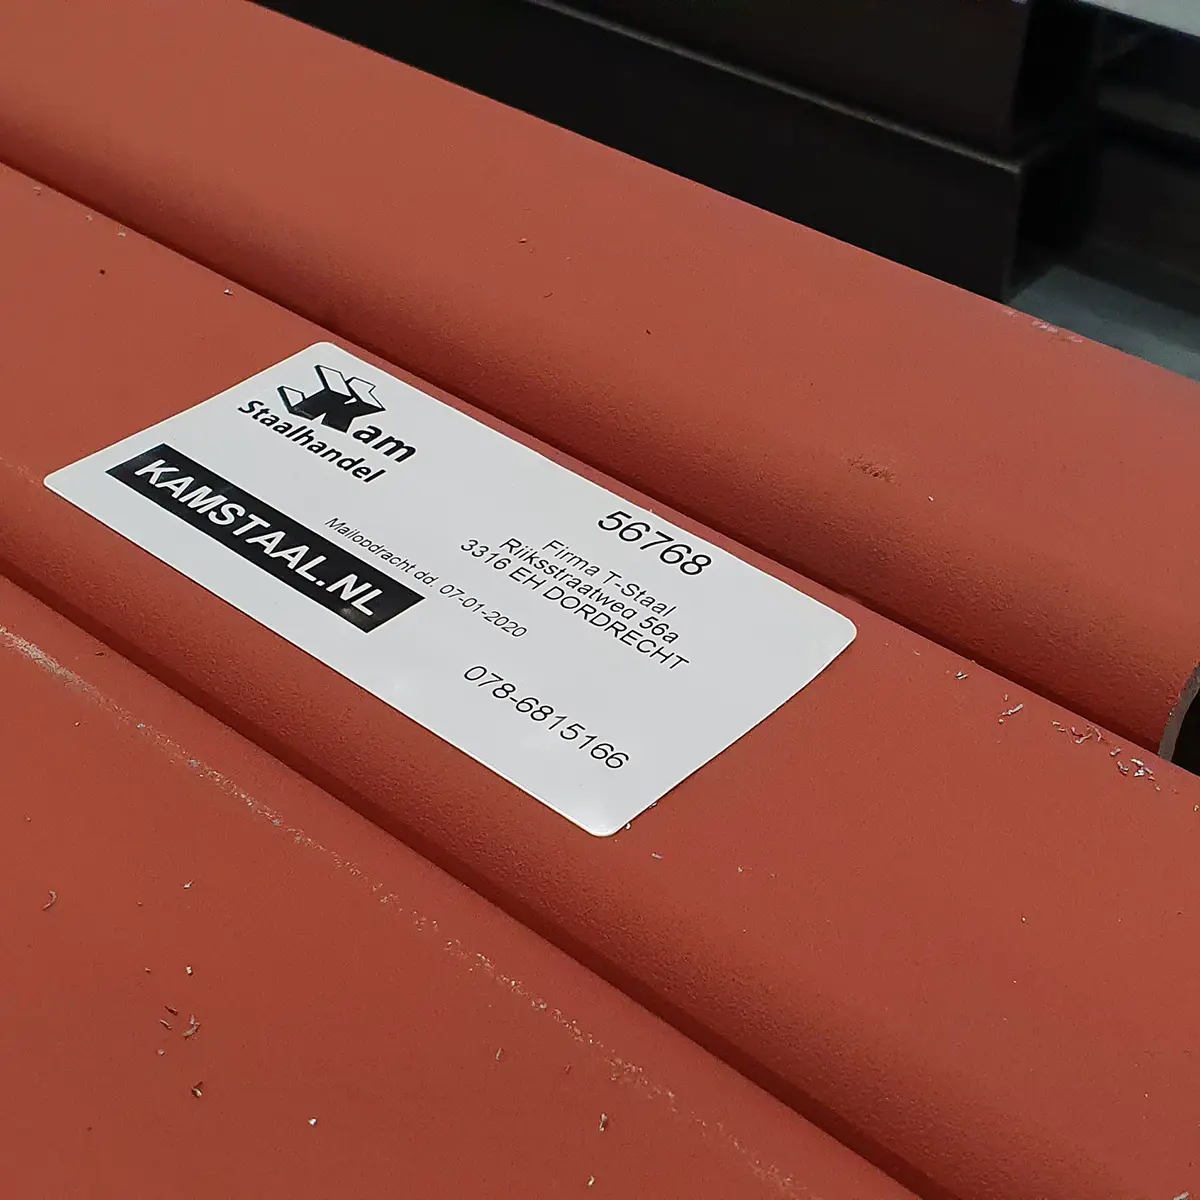 Kam
Staalhandel
KAMSTAAL.NL
56768
Firma T-Staal
Rijksstraatweg 56a
3316 EH DORDRECHT
Mailopdracht dd. 07-01-2020
078-6815166